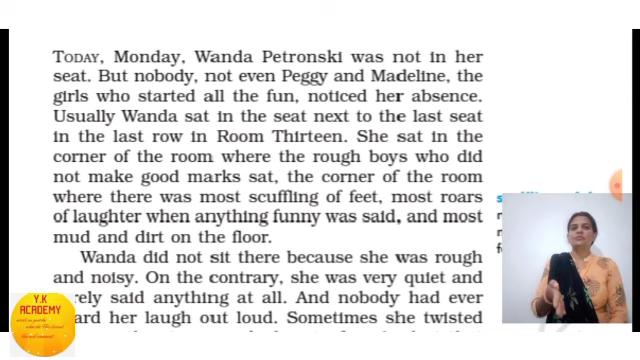 TODAY, Monday, Wanda Petronski was not in her
seat. But nobody, not even Peggy and Madeline, the
girls who started all the fun, noticed her absence.
Usually Wanda sat in the seat next to the last seat
in the last row in Room Thirteen. She sat in the
corner of the room where the rough boys who did
not make good marks sat, the corner of the room
where there was most scuffling of feet, most roars
of laughter when anything funny was said, and most
mud and dirt on the floor.
Wanda did not sit there because she was rough
and noisy. On the contrary, she was very quiet and
rely said anything at all. And nobody had ever
ard her laugh out loud. Sometimes she twisted
Y.K
ACADEMY